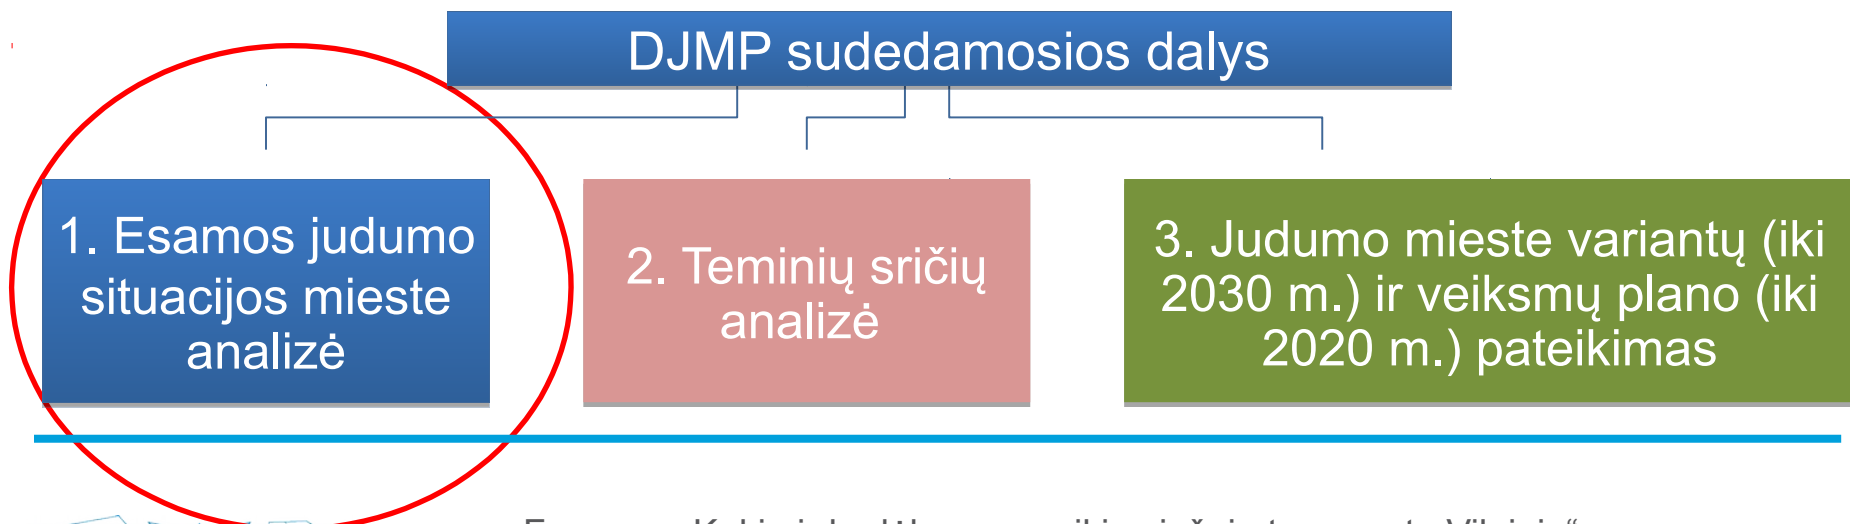 DJMP sudedamosios dalys
1. Esamos judumo
situacijos mieste
analizė
2. Teminių sričių
analizė
3. Judumo mieste variantų (iki
2030 m.) ir veiksmų plano (iki
2020 m.) pateikimas